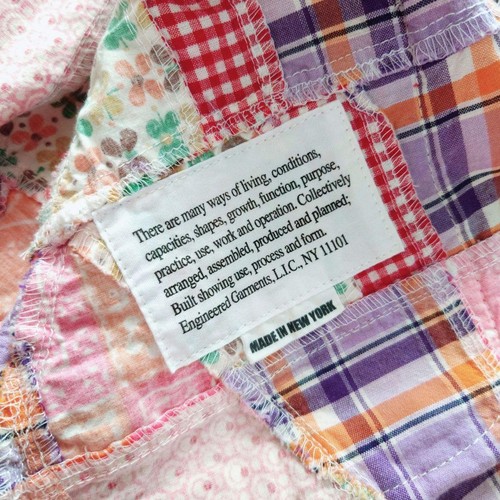 There are many ways of living, conditions,
capacities, shapes, growth, function, purpose,
practice, use, work and operation. Collectively
arranged, assembled, produced and planned:
Built showing use, process and form.
Engineered Garments, L.I.C., NY 11101
MADE IN NEW YORK